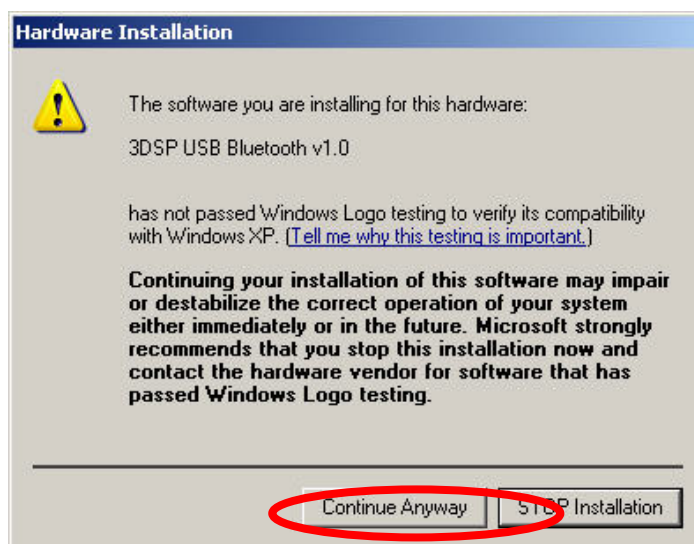 Hardware Installation
The software you are installing for this hardware:
3DSP USB Bluetooth v1.0
has not passed Windows Logo testing to verify its compatibility
with Windows XP. (Tell me why this testing is important.)
Continuing your installation of this software may impair
or destabilize the correct operation of your system
either immediately or in the future. Microsoft strongly
recommends that you stop this installation now and
contact the hardware vendor for software that has
passed Windows Logo testing.
Continue Anyway STOP Installation